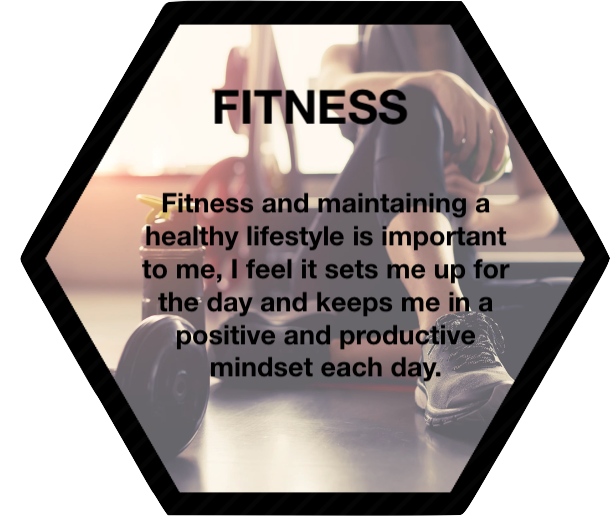 FITNESS
Fitness and maintaining a
healthy lifestyle is important
to me, I feel it sets me up for
the day and keeps me in a
positive and productive
mindset each day.